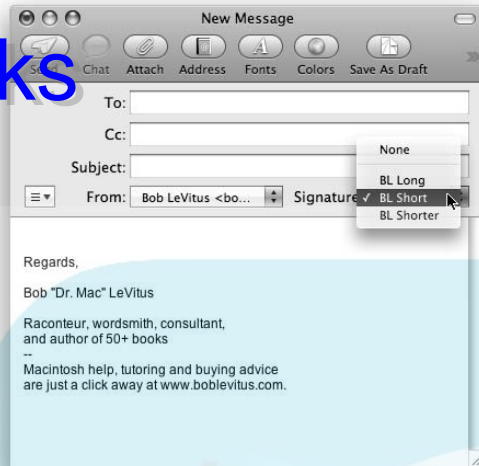 New Message
ks
Send Chat Attach Address Fonts Colors Save As Draft
To:
Cc:
Subject:
From: Bob LeVitus <bo... Signature
None
BL Long
✓ BL Short
BL Shorter
Regards,
Bob "Dr. Mac" LeVitus
Raconteur, wordsmith, consultant,
and author of 50+ books
--
Macintosh help, tutoring and buying advice
are just a click away at www.boblevitus.com.